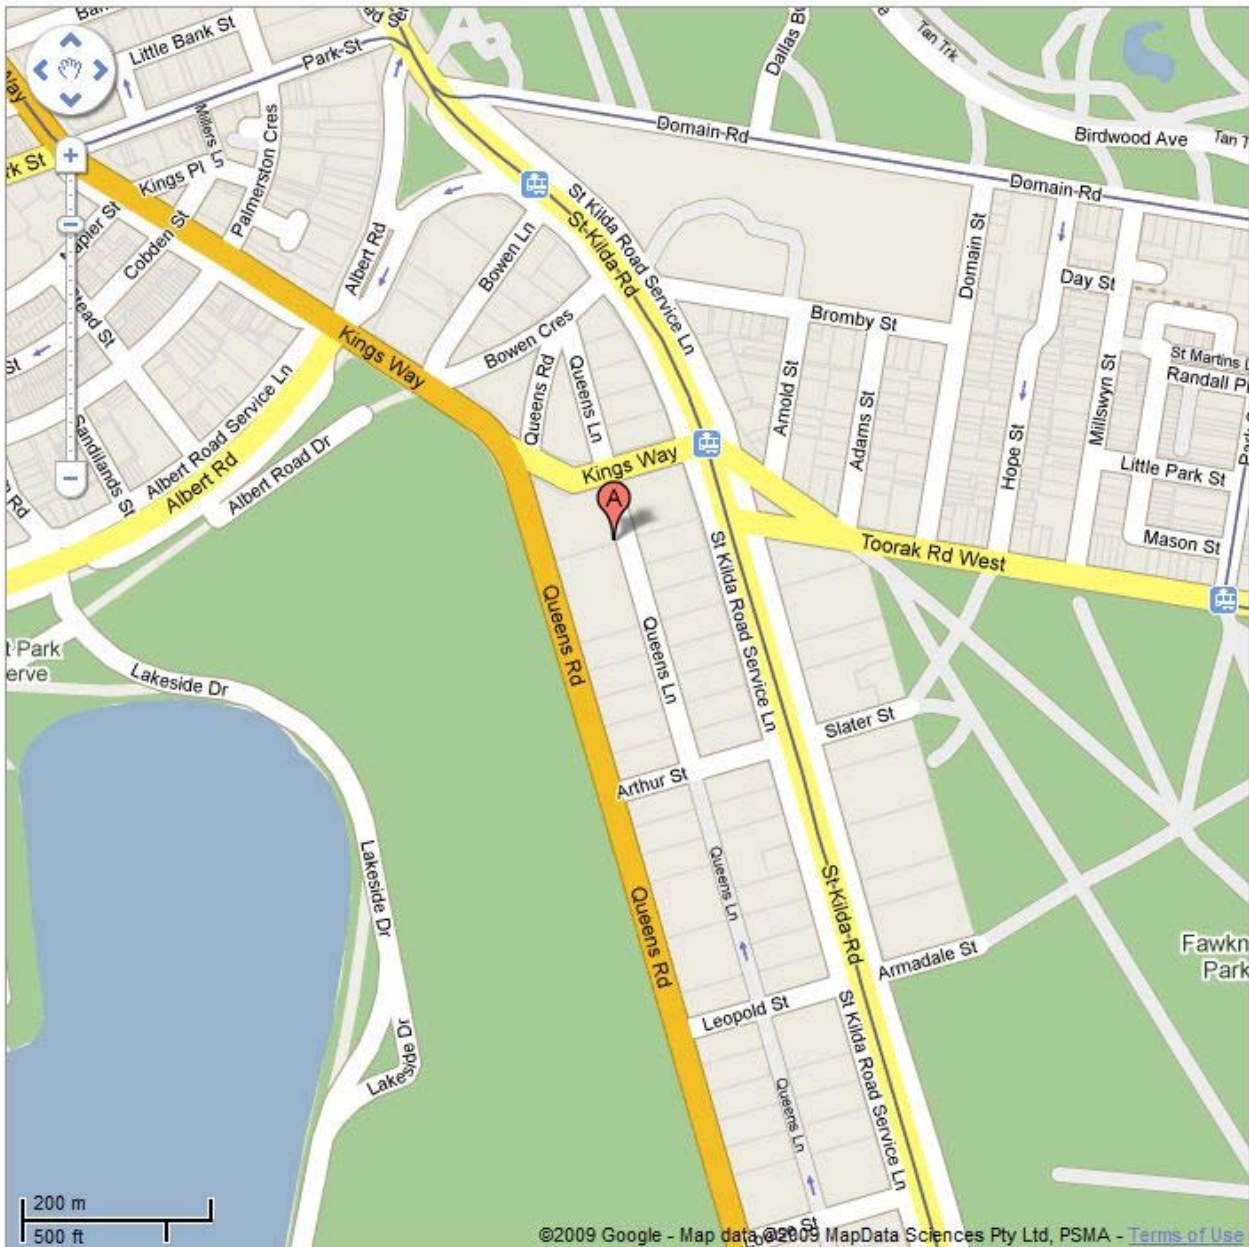 Little Bank St
Park-St
Dallas
Tan Trk
Domain-Rd
Birdwood Ave
Tan
Way
rk St
Millers Ln
Kings Pl
Palmerston Cres
Domain-Rd
St Kilda Road Service Ln
St-Kilda-Rd
Cobden St
Albert Rd
Bowen Ln
Domain St
Day St
Bromby St
Kings Way
Bowen Cres
Queens Rd
Queens Ln
Arnold St
Adams St
Hope St
Millswyn St
St Martins
Randall
St
Sandilands St
Albert Road Service Ln
Albert Rd
Albert Road Dr
Kings Way
A
Little Park St
Mason St
Rd
Toorak Rd West
St Kilda Road Service Ln
Queens Rd
Queens Ln
t Park
erve
Lakeside Dr
Slater St
Arthur St
Lakeside Dr
Queens Ln
Queens Rd
St-Kilda-Rd
Fawkn
Park
Armadale St
Leopold St
St Kilda Road Service Ln
Lakeside Dr
Queens Ln
200 m
500 ft
©2009 Google - Map data ©2009 MapData Sciences Pty Ltd, PSMA - Terms of Use